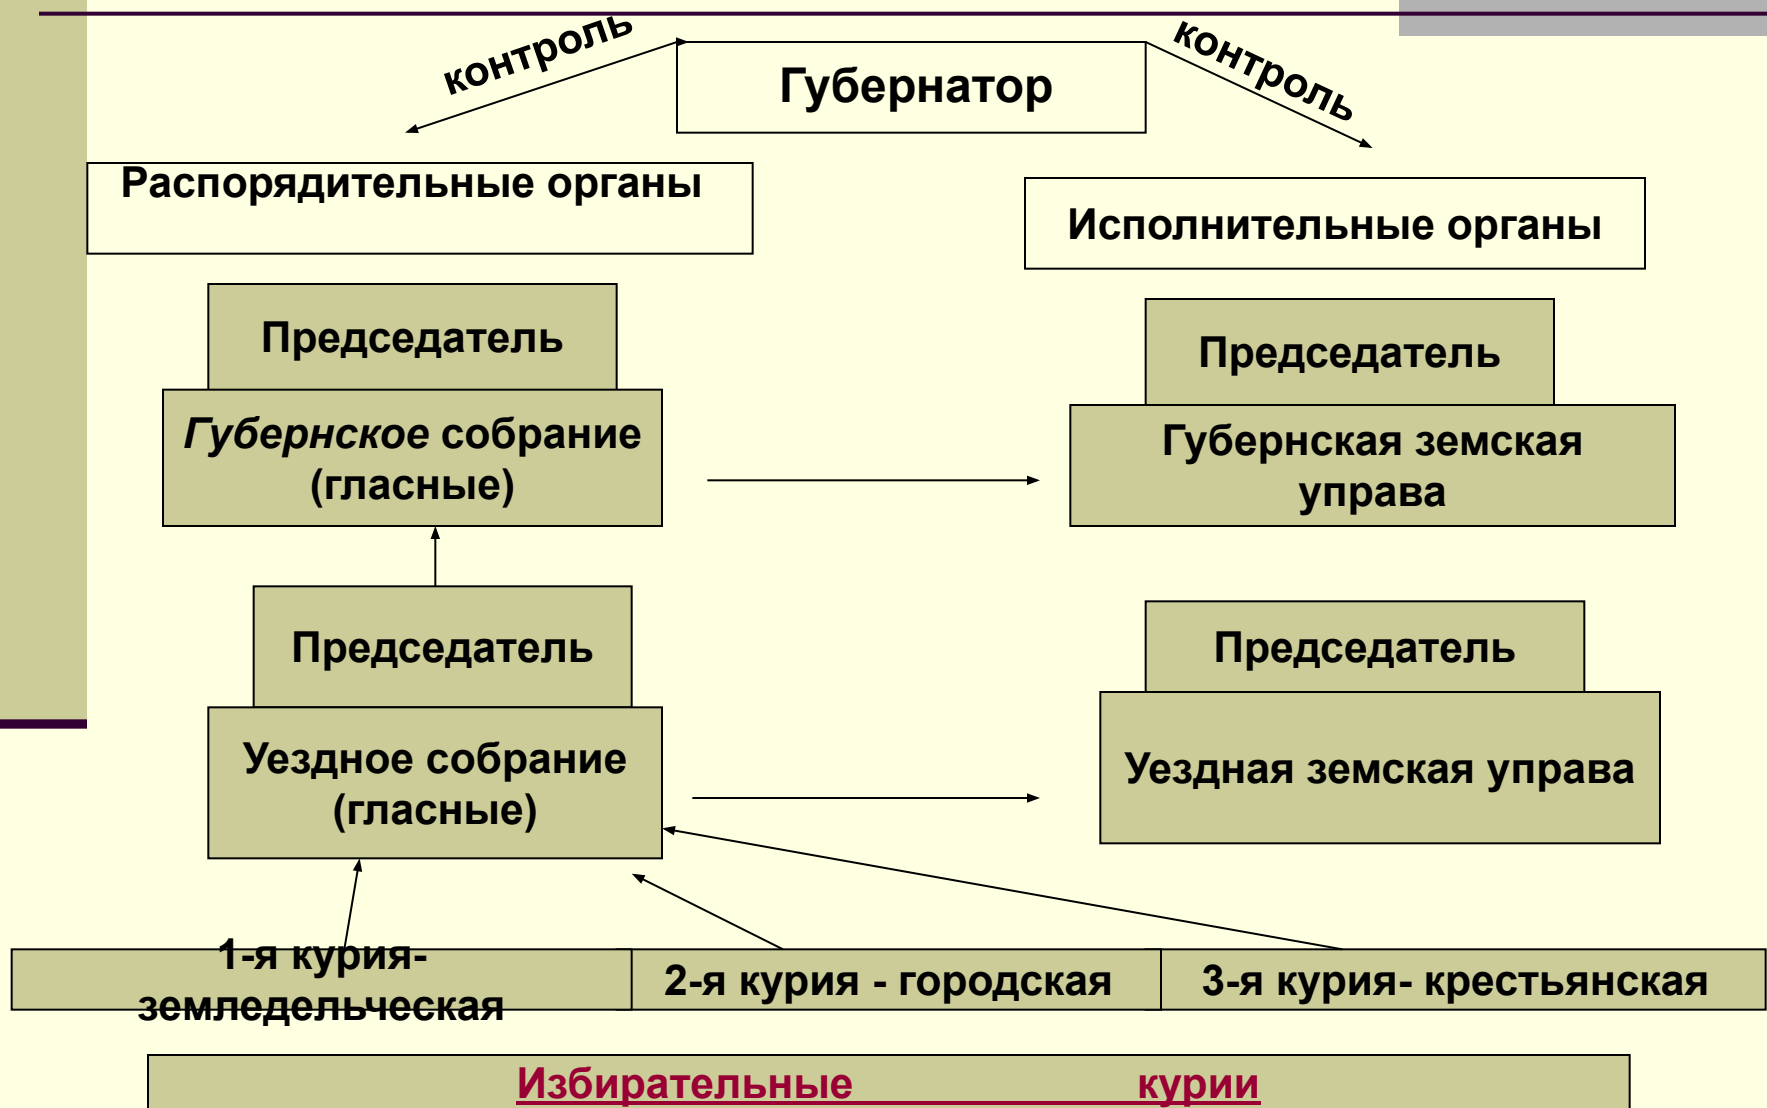 контроль
контроль
Губернатор
Распорядительные органы
Исполнительные органы
Председатель
Председатель
Губернское собрание
(гласные)
Губернская земская
управа
Председатель
Председатель
Уездное собрание
(гласные)
Уездная земская управа
1-я курия-
земледельческая
2-я курия - городская
3-я курия- крестьянская
Избирательные курии